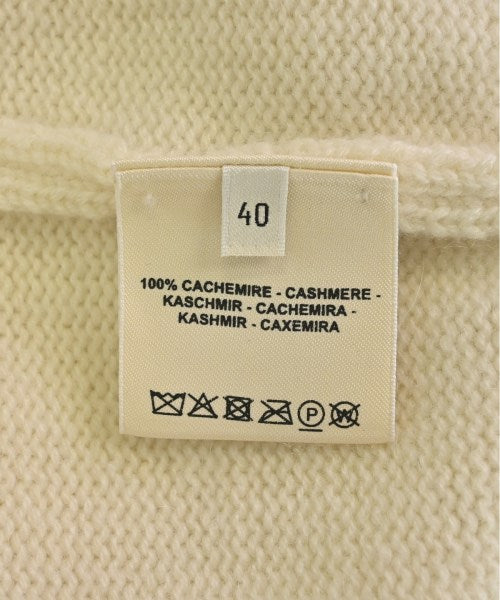 40
100% CACHEMIRE - CASHMERE -
KASCHMIR - CACHEMIRA -
KASHMIR - CAXEMIRA
P W